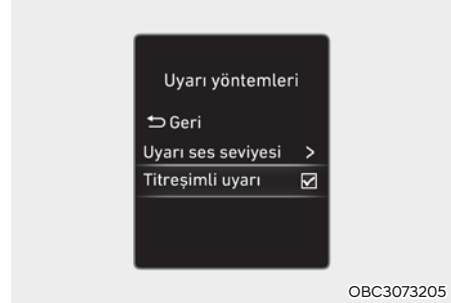 Uyarı yöntemleri
Geri
Uyarı ses seviyesi >
Titreşimli uyarı
OBC3073205